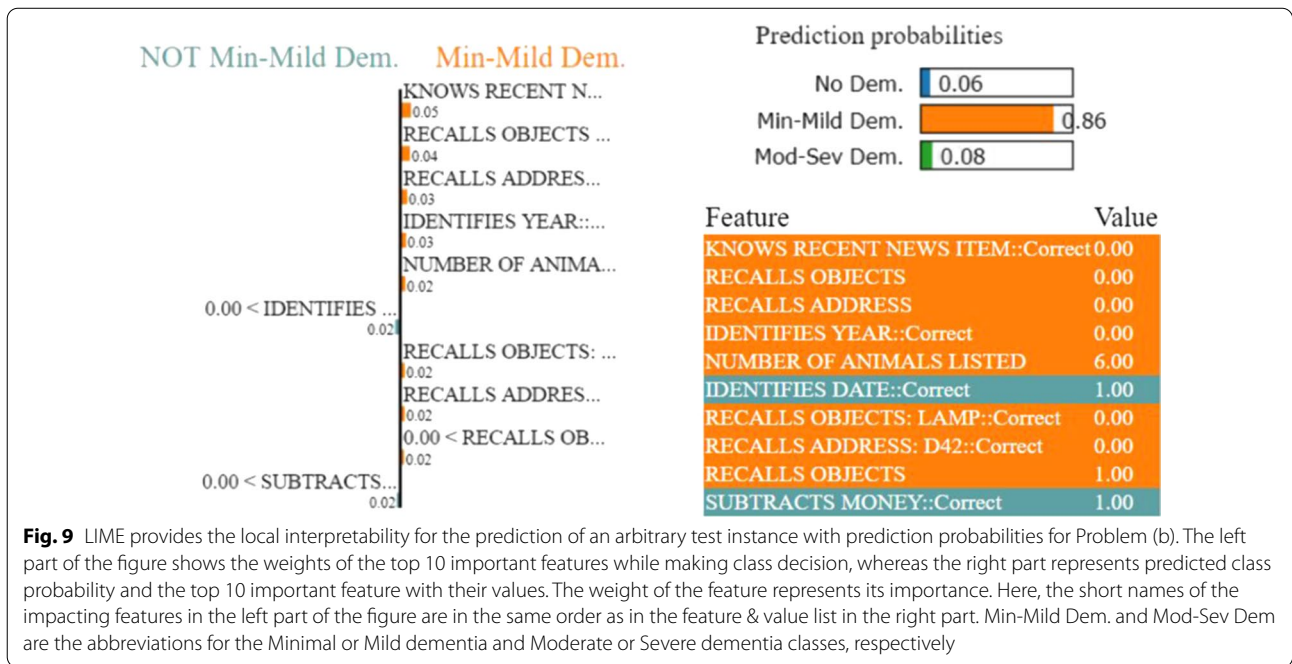 NOT Min-Mild Dem.
Min-Mild Dem.
KNOWS RECENT N...
0.05
RECALLS OBJECTS ...
0.04
RECALLS ADDRES...
0.03
IDENTIFIES YEAR::...
0.03
NUMBER OF ANIMA...
0.02
0.00 < IDENTIFIES ...
0.02
RECALLS OBJECTS: ...
0.02
RECALLS ADDRES...
0.02
0.00 < RECALLS OB...
0.02
0.00 < SUBTRACTS...
0.02
Prediction probabilities
No Dem. 0.06
Min-Mild Dem. 0.86
Mod-Sev Dem. 0.08
Feature Value
KNOWS RECENT NEWS ITEM::Correct 0.00
RECALLS OBJECTS 0.00
RECALLS ADDRESS 0.00
IDENTIFIES YEAR::Correct 0.00
NUMBER OF ANIMALS LISTED 6.00
IDENTIFIES DATE::Correct 1.00
RECALLS OBJECTS: LAMP::Correct 0.00
RECALLS ADDRESS: D42::Correct 0.00
RECALLS OBJECTS 1.00
SUBTRACTS MONEY::Correct 1.00
Fig. 9 LIME provides the local interpretability for the prediction of an arbitrary test instance with prediction probabilities for Problem (b). The left
part of the figure shows the weights of the top 10 important features while making class decision, whereas the right part represents predicted class
probability and the top 10 important feature with their values. The weight of the feature represents its importance. Here, the short names of the
impacting features in the left part of the figure are in the same order as in the feature & value list in the right part. Min-Mild Dem. and Mod-Sev Dem
are the abbreviations for the Minimal or Mild dementia and Moderate or Severe dementia classes, respectively